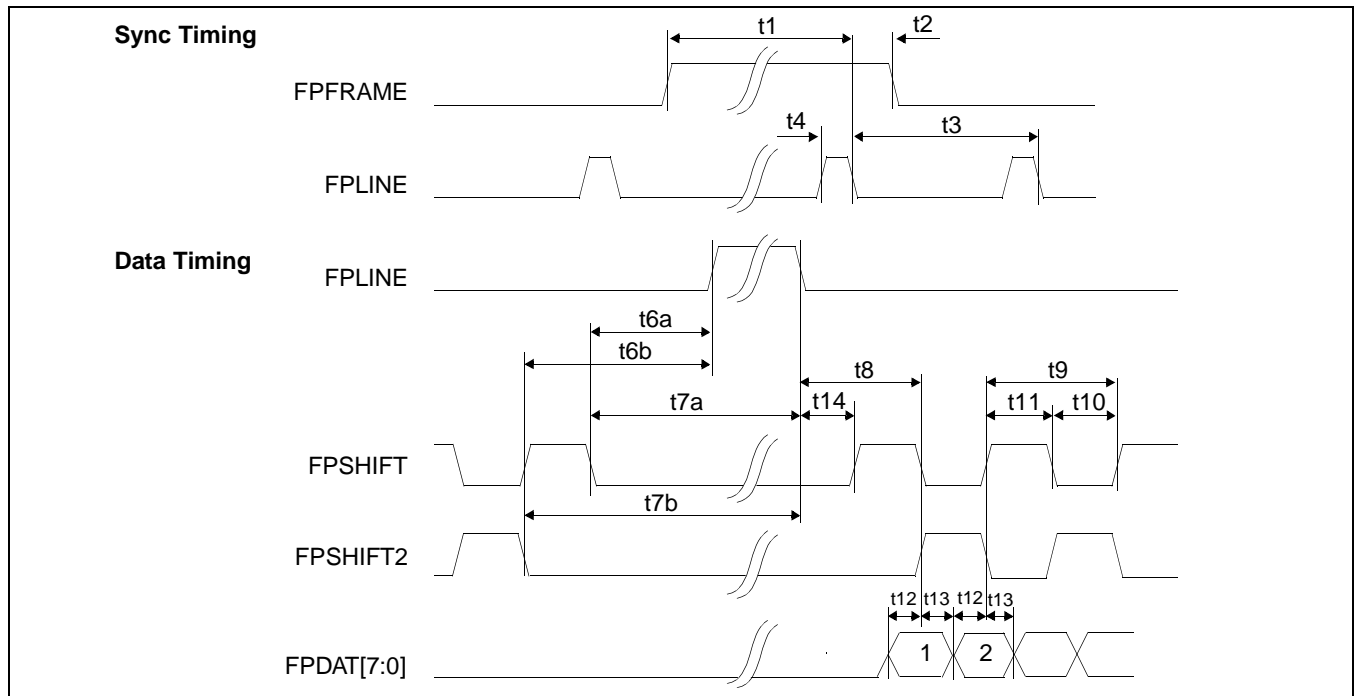 Sync Timing
t1
t2
FPFRAME
t4
t3
FPLINE
Data Timing
FPLINE
t6a
t6b
t8
t9
t7a
t14
t11
t10
FPSHIFT
t7b
FPSHIFT2
t12
t13
t12
t13
FPDAT[7:0]
1
2